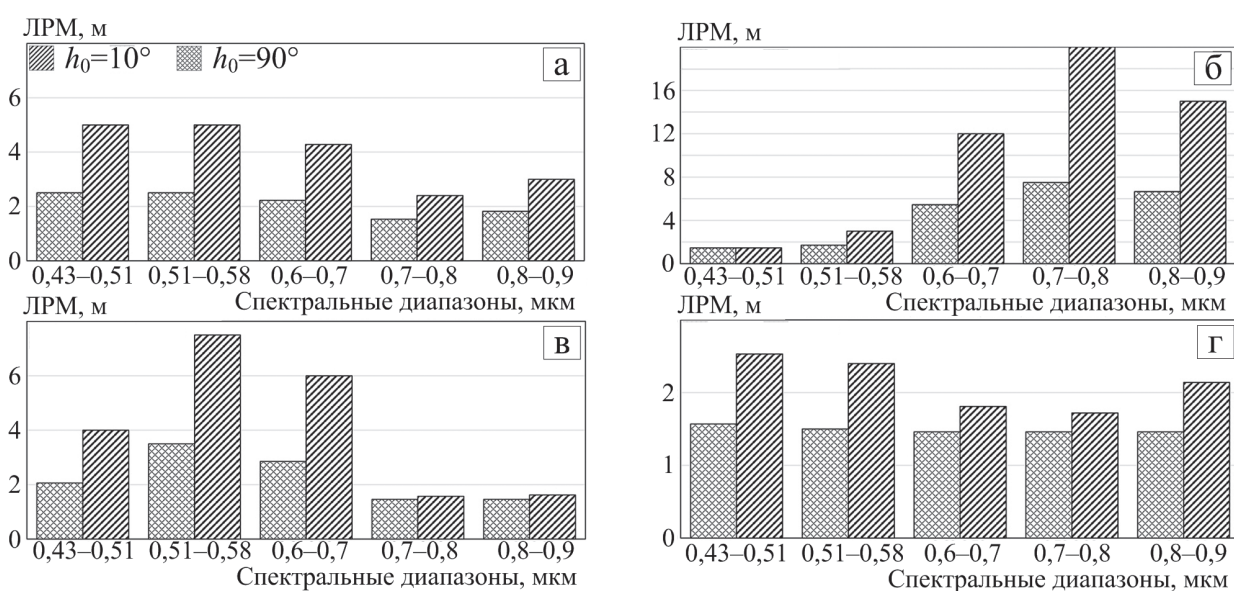 ЛРМ, м
h₀=10° h₀=90°
а
6
4
2
0
0,43–0,51 0,51–0,58 0,6–0,7 0,7–0,8 0,8–0,9
Спектральные диапазоны, мкм
ЛРМ, м
б
16
12
8
4
0
0,43–0,51 0,51–0,58 0,6–0,7 0,7–0,8 0,8–0,9
Спектральные диапазоны, мкм
ЛРМ, м
в
6
4
2
0
0,43–0,51 0,51–0,58 0,6–0,7 0,7–0,8 0,8–0,9
Спектральные диапазоны, мкм
ЛРМ, м
г
2
1
0
0,43–0,51 0,51–0,58 0,6–0,7 0,7–0,8 0,8–0,9
Спектральные диапазоны, мкм